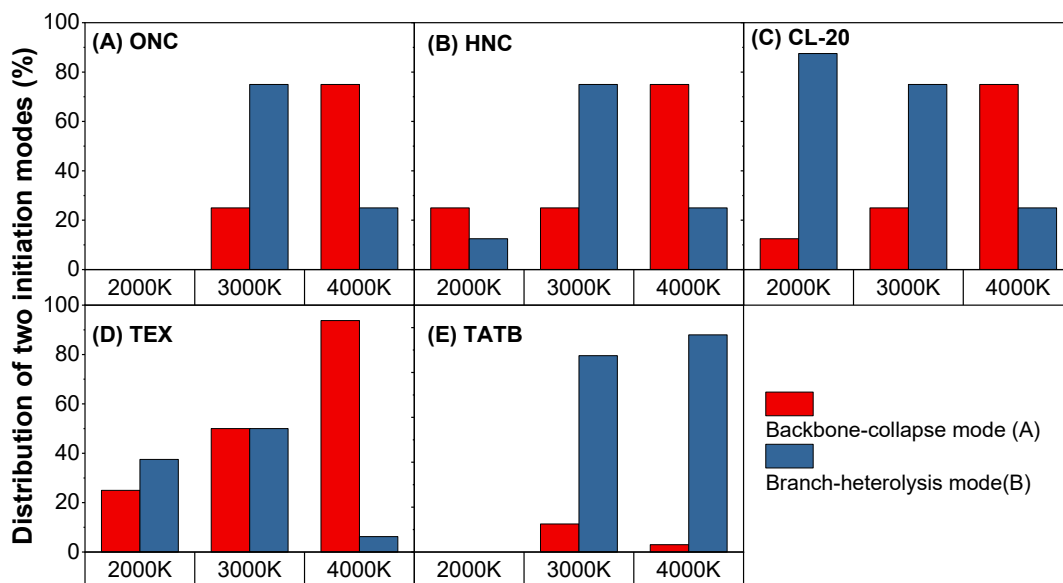 Distribution of two initiation modes (%)
100
80
60
40
20
0
(A) ONC
(B) HNC
(C) CL-20
2000K 3000K 4000K 2000K 3000K 4000K 2000K 3000K 4000K
100
80
60
40
20
0
(D) TEX
(E) TATB
2000K 3000K 4000K 2000K 3000K 4000K
Backbone-collapse mode (A)
Branch-heterolysis mode(B)